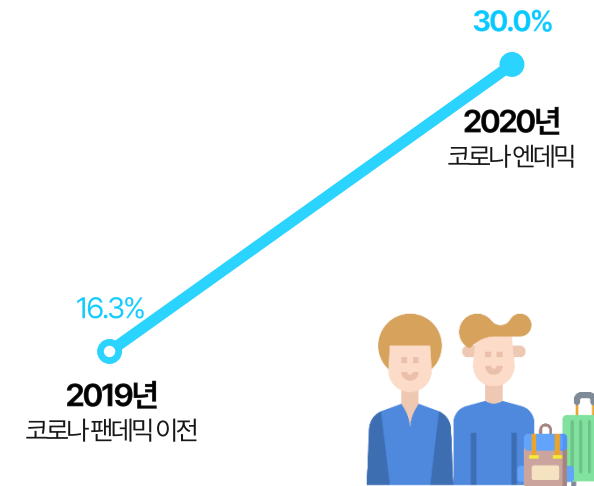 30.0%
2020년
코로나 엔데믹
16.3%
2019년
코로나 팬데믹 이전